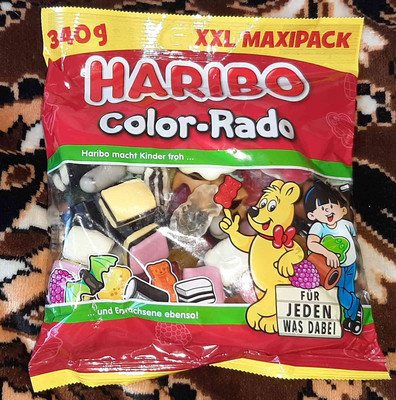 340g
XXL MAXIPACK
HARIBO
Color-Rado
Haribo macht Kinder froh ...
... und Erwachsene ebenso!
FÜR
JEDEN
WAS DABEI